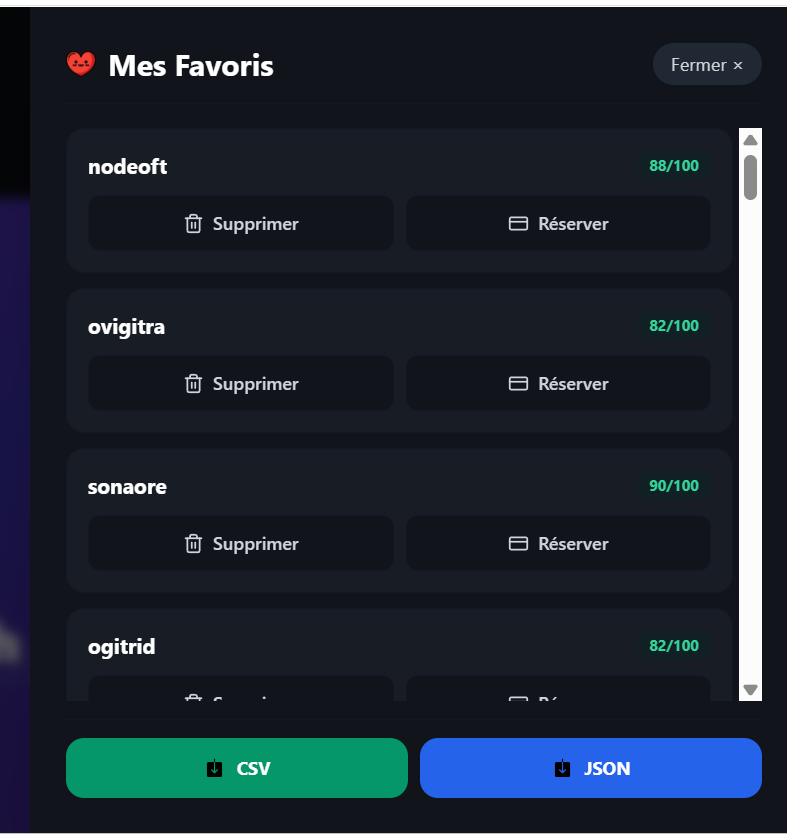 Mes Favoris
Fermer ×
nodeoft
88/100
Supprimer
Réserver
ovigitra
82/100
Supprimer
Réserver
sonaore
90/100
Supprimer
Réserver
ogitrid
82/100
CSV
JSON